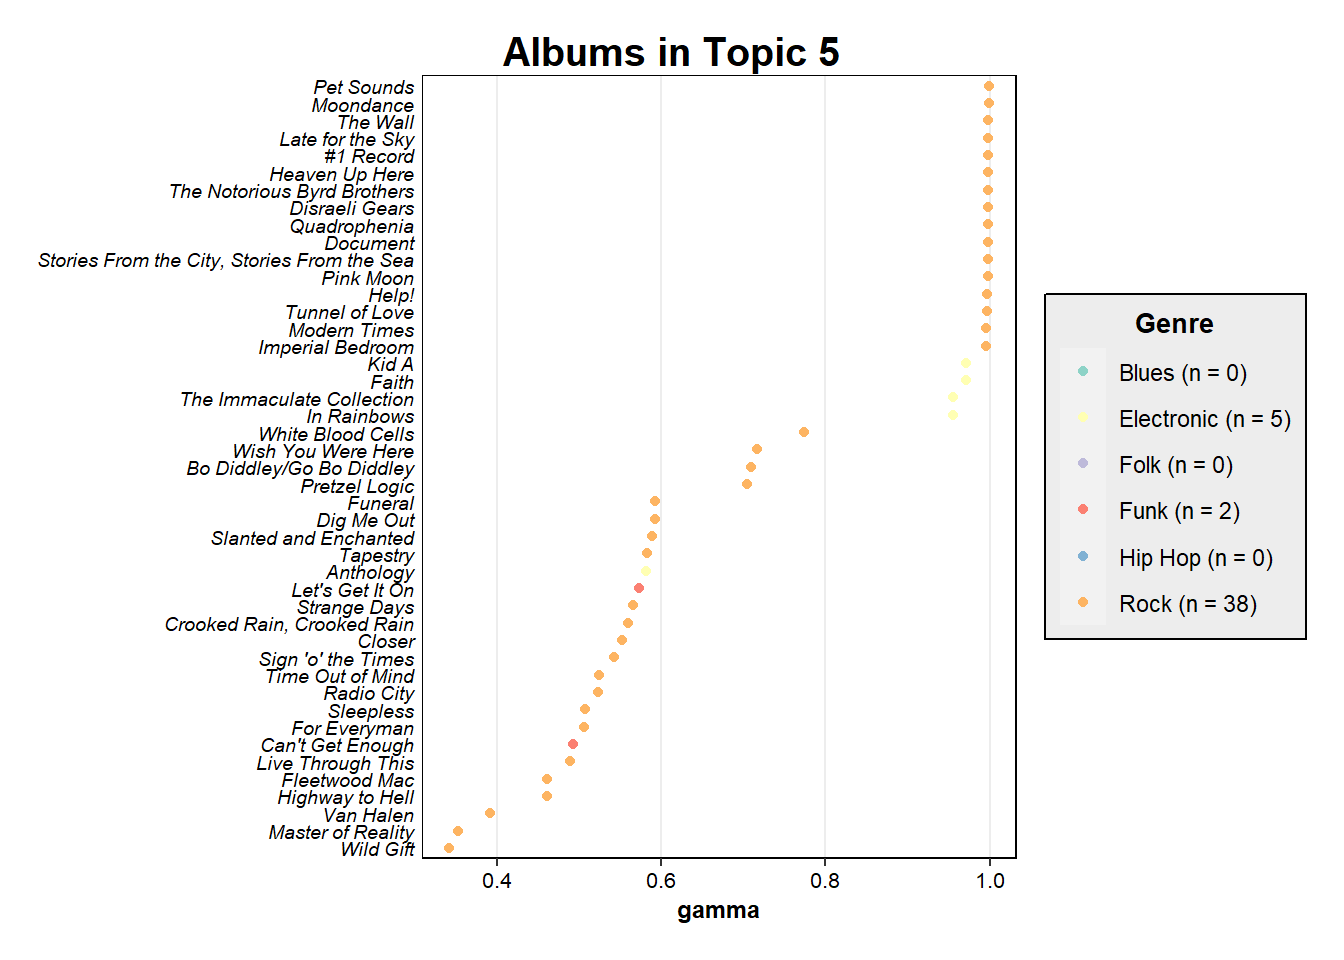 Albums in Topic 5
Pet Sounds
Moondance
The Wall
Late for the Sky
#1 Record
Heaven Up Here
The Notorious Byrd Brothers
Disraeli Gears
Quadrophenia
Document
Stories From the City, Stories From the Sea
Pink Moon
Help!
Tunnel of Love
Modern Times
Imperial Bedroom
Kid A
Faith
The Immaculate Collection
In Rainbows
White Blood Cells
Wish You Were Here
Bo Diddley/Go Bo Diddley
Pretzel Logic
Funeral
Dig Me Out
Slanted and Enchanted
Tapestry
Anthology
Let's Get It On
Strange Days
Crooked Rain, Crooked Rain
Closer
Sign 'o' the Times
Time Out of Mind
Radio City
Sleepless
For Everyman
Can't Get Enough
Live Through This
Fleetwood Mac
Highway to Hell
Van Halen
Master of Reality
Wild Gift
0.4 0.6 0.8 1.0
gamma
Genre
Blues (n = 0)
Electronic (n = 5)
Folk (n = 0)
Funk (n = 2)
Hip Hop (n = 0)
Rock (n = 38)